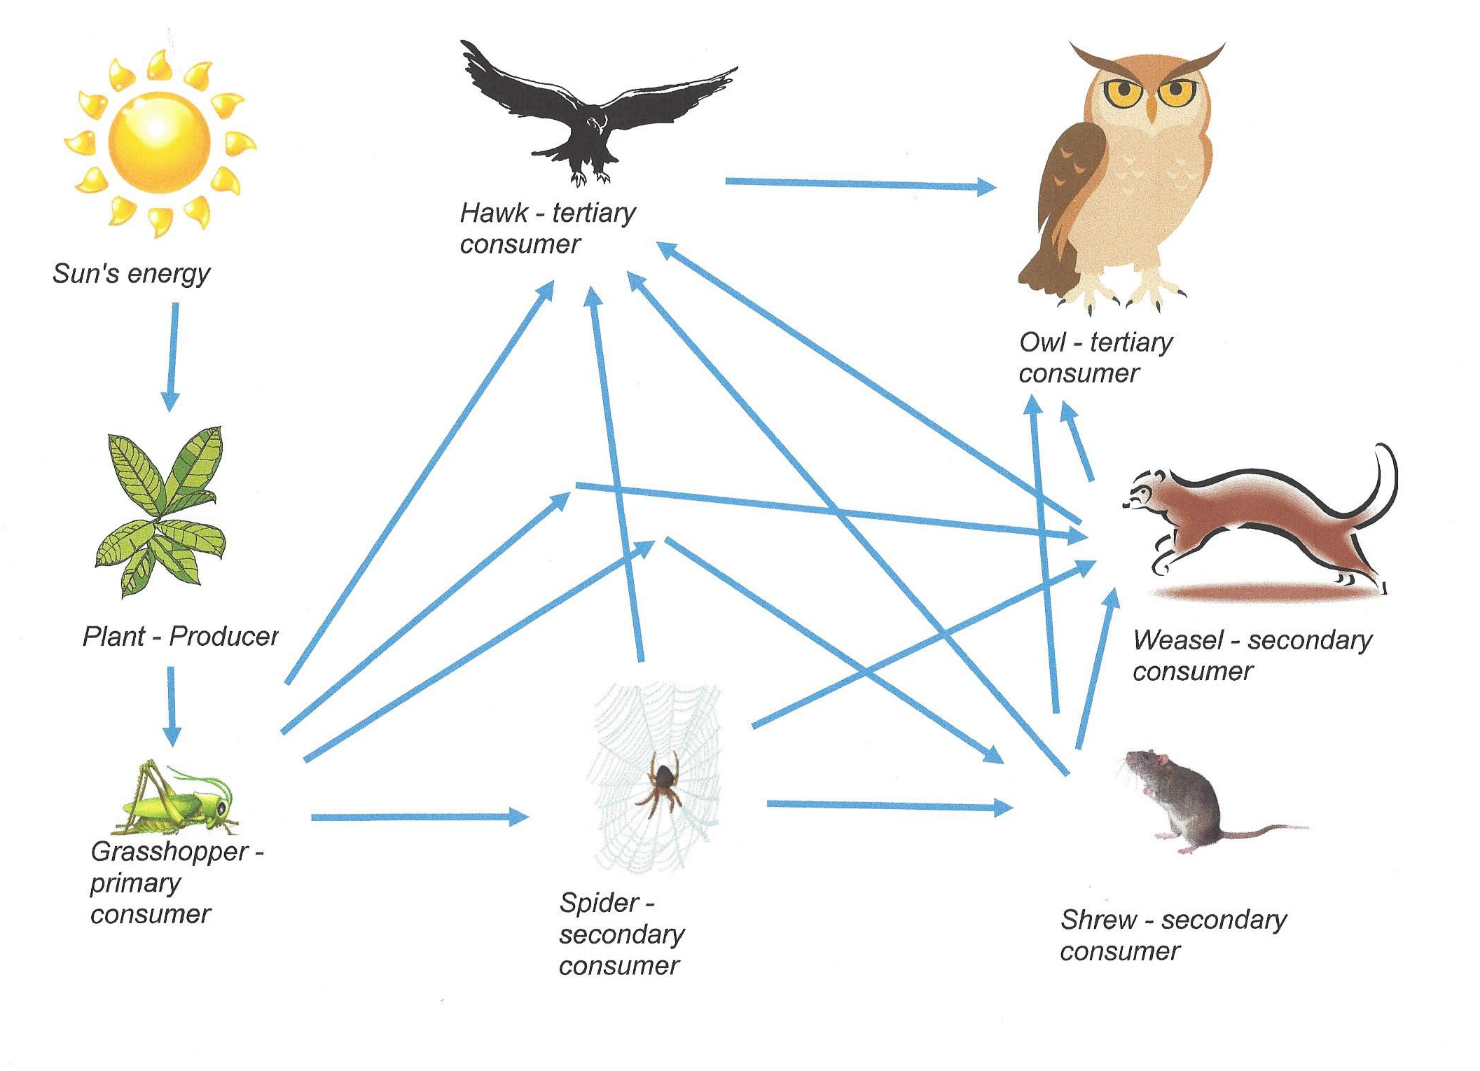 Sun's energy
Hawk - tertiary
consumer
Owl - tertiary
consumer
Plant - Producer
Weasel - secondary
consumer
Grasshopper -
primary
consumer
Spider -
secondary
consumer
Shrew - secondary
consumer